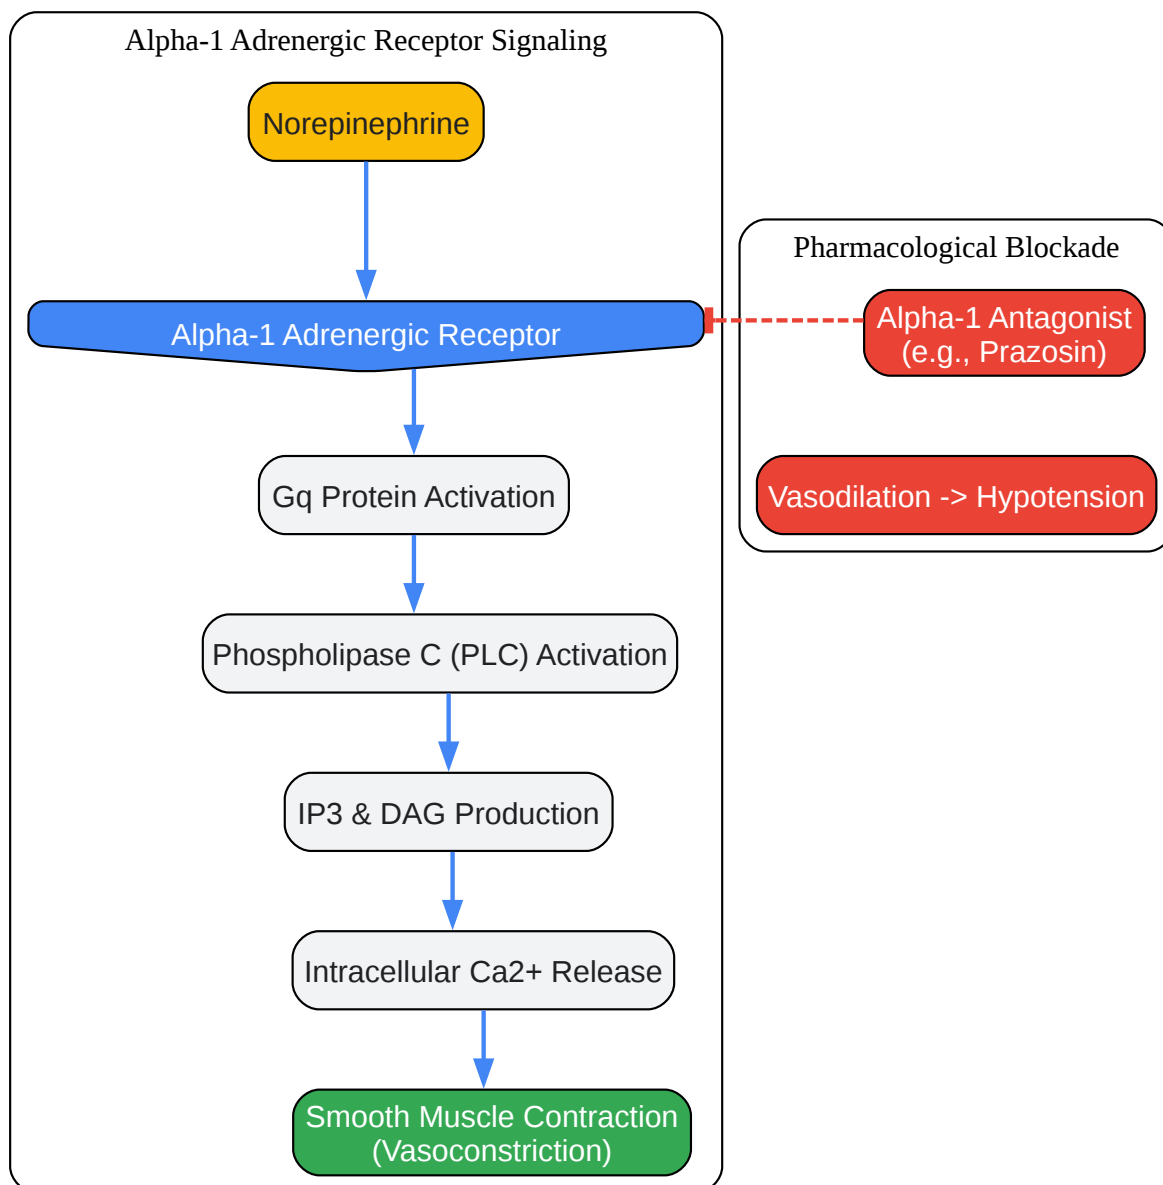 Alpha-1 Adrenergic Receptor Signaling
Norepinephrine
Alpha-1 Adrenergic Receptor
Gq Protein Activation
Phospholipase C (PLC) Activation
IP3 & DAG Production
Intracellular Ca2+ Release
Smooth Muscle Contraction
(Vasoconstriction)
Pharmacological Blockade
Alpha-1 Antagonist
(e.g., Prazosin)
Vasodilation -> Hypotension